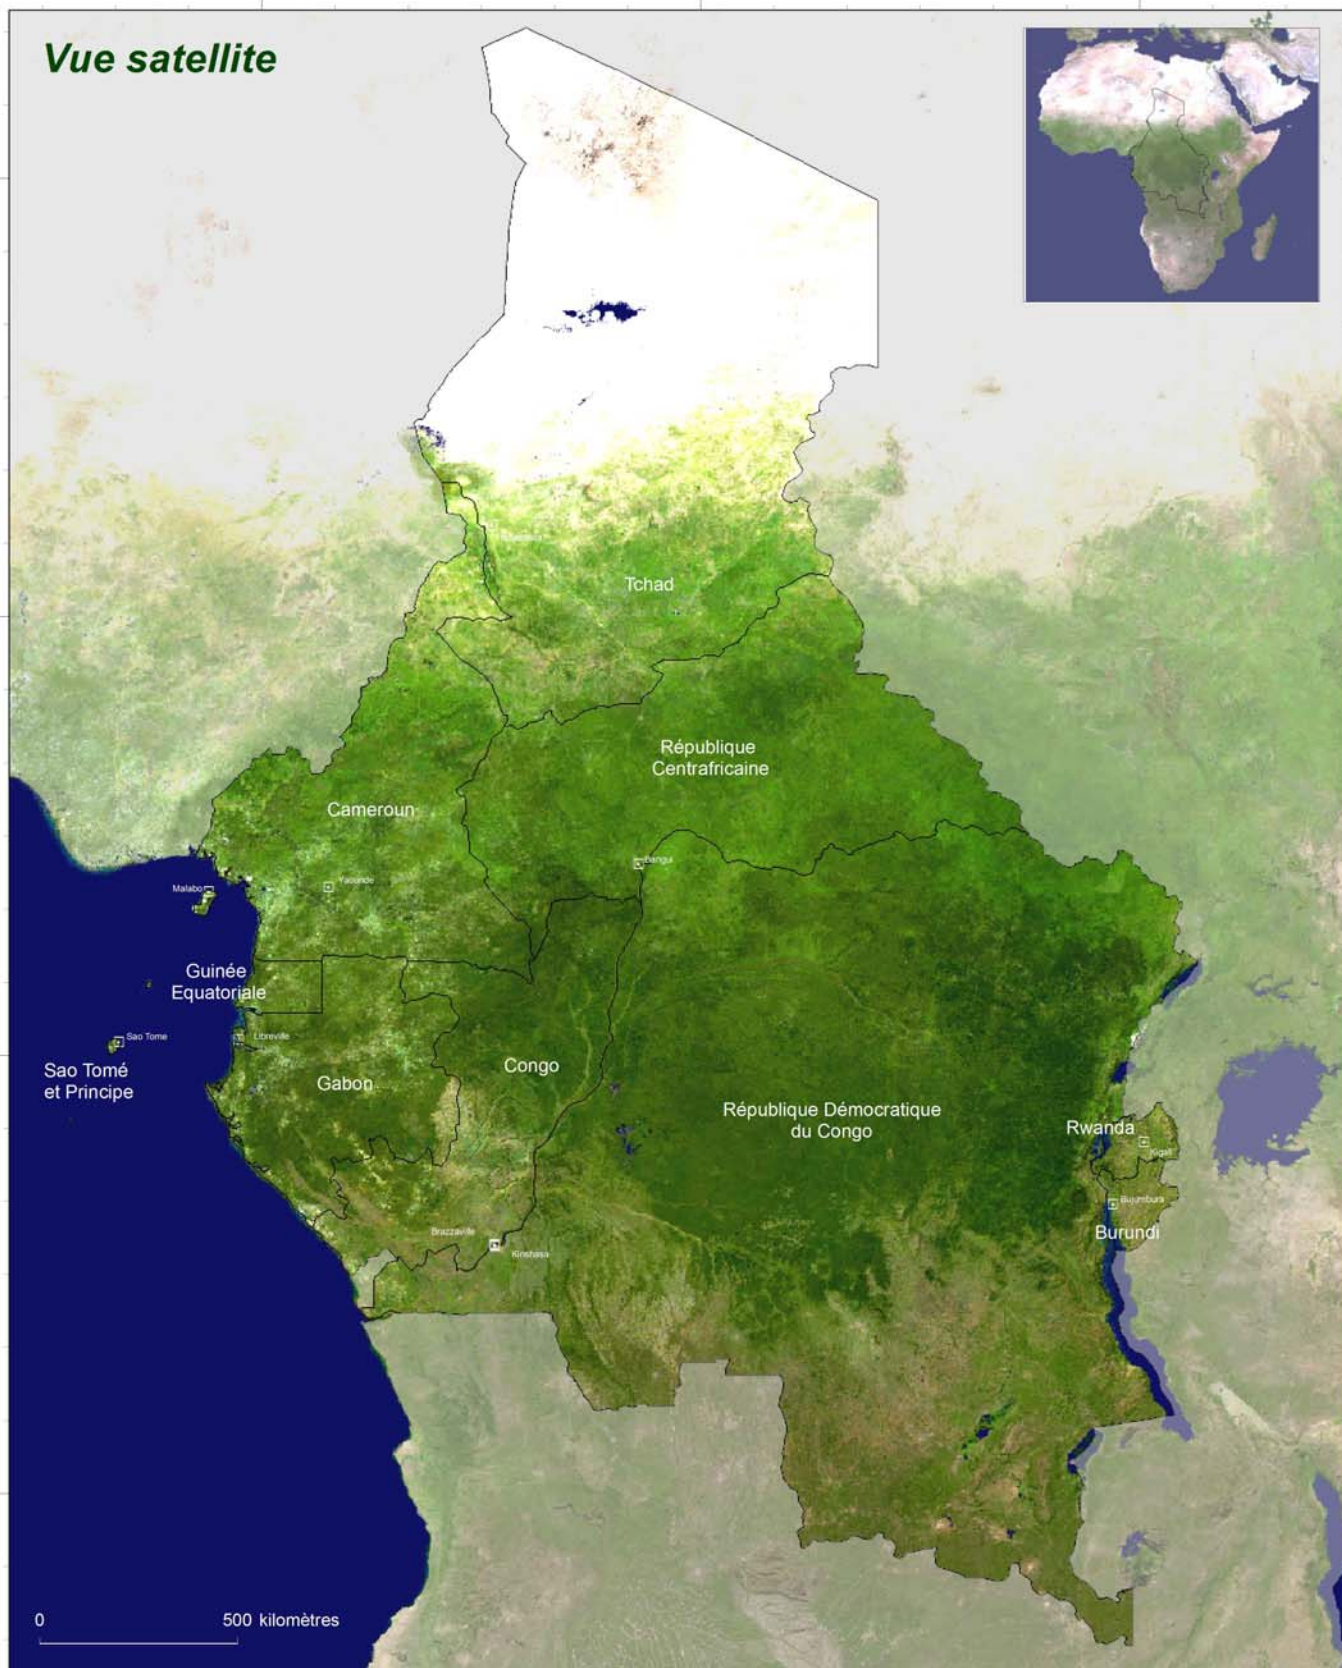 Vue satellite
Tchad
République
Centrafricaine
Cameroun
Bangui
Yaounde
Malabo
Guinée
Equatoriale
Sao Tome
Libreville
Sao Tomé
et Principe
Gabon
Congo
République Démocratique
du Congo
Rwanda
Kigali
Bujumbura
Burundi
Brazzaville
Kinshasa
0 500 kilomètres